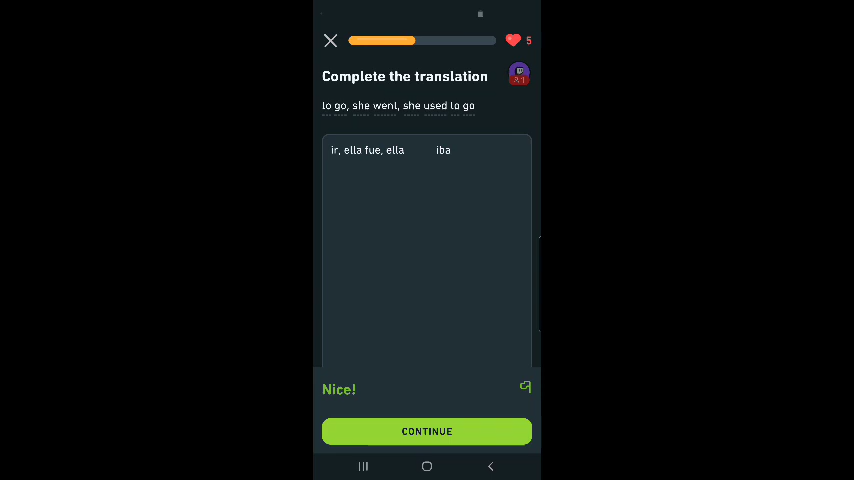 5
Complete the translation
to go, she went, she used to go
ir, ella fue, ella iba
Nice!
CONTINUE